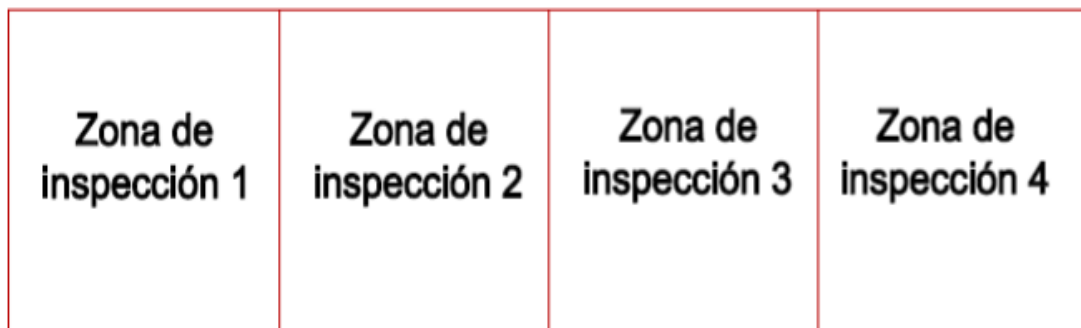 Zona de
inspección 1
Zona de
inspección 2
Zona de
inspección 3
Zona de
inspección 4